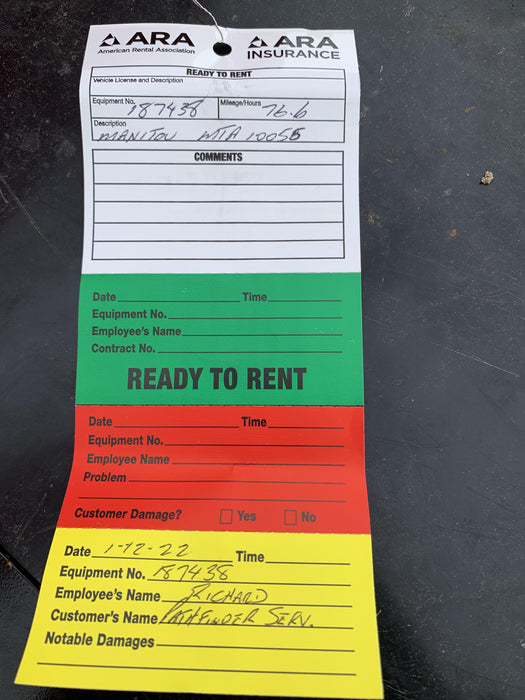 ARA ARA
American Rental Association INSURANCE
READY TO RENT
Vehicle License and Description
Equipment No. 187438 Mileage/Hours 76.6
Description
MANITOU MTA 10055
COMMENTS
Date Time
Equipment No.
Employee's Name
Contract No.
READY TO RENT
Date Time
Equipment No.
Employee Name
Problem
Customer Damage? Yes No
Date 1-12-22 Time
Equipment No. 187438
Employee's Name RICHARD
Customer's Name PATHFINDER SERV.
Notable Damages